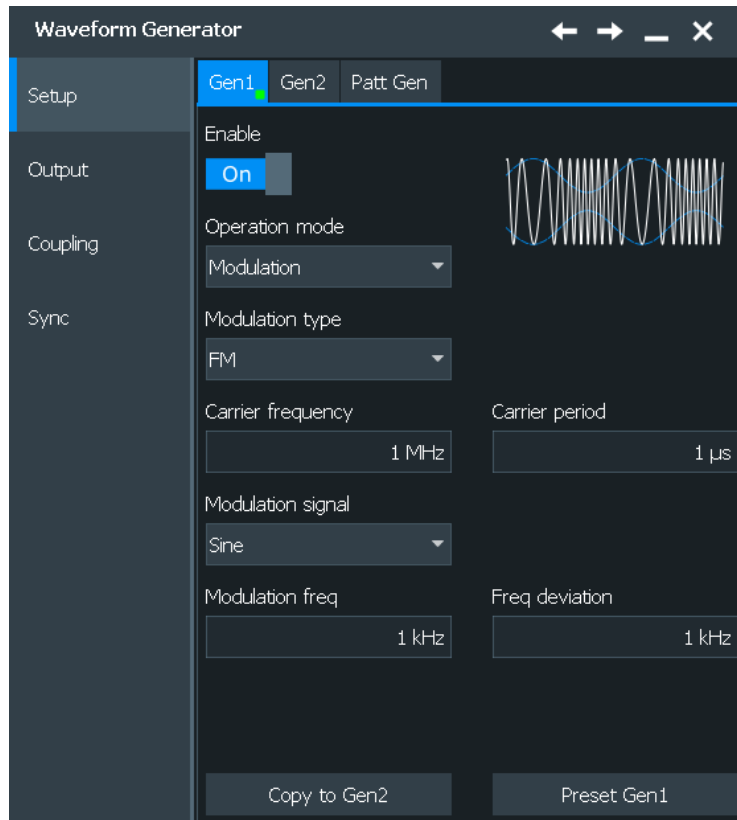 Waveform Generator
Setup
Output
Coupling
Sync
Gen1 Gen2 Patt Gen
Enable
On
Operation mode
Modulation
Modulation type
FM
Carrier frequency Carrier period
1 MHz 1 µs
Modulation signal
Sine
Modulation freq Freq deviation
1 kHz 1 kHz
Copy to Gen2 Preset Gen1